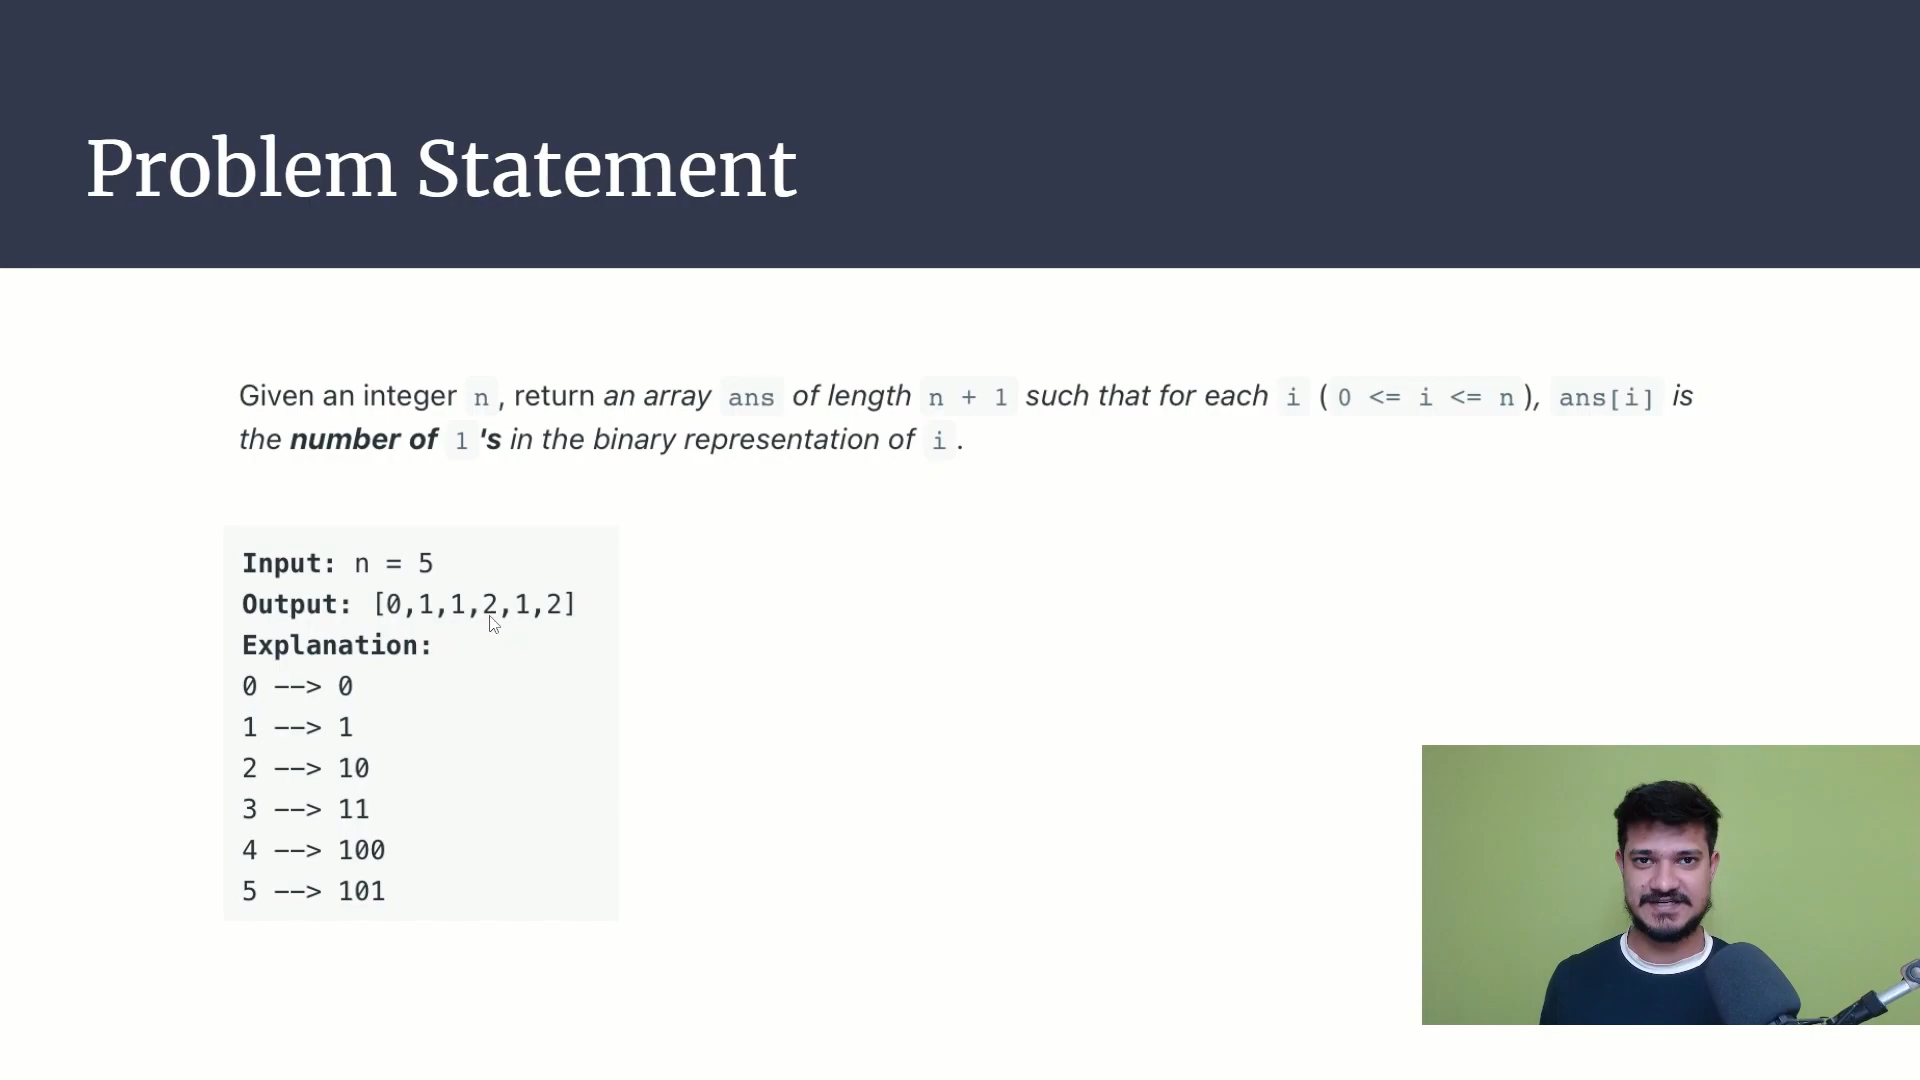 Problem Statement
Given an integer n, return an array ans of length n + 1 such that for each i (0 <= i <= n), ans[i] is
the number of 1's in the binary representation of i.
Input: n = 5
Output: [0,1,1,2,1,2]
Explanation:
0 --> 0
1 --> 1
2 --> 10
3 --> 11
4 --> 100
5 --> 101